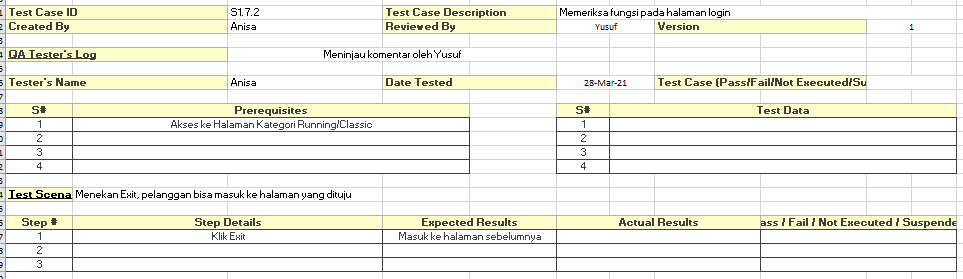 Test Case ID S1.7.2 Test Case Description Memeriksa fungsi pada halaman login
Created By Anisa Reviewed By Yusuf Version 1
QA Tester's Log Meninjau komentar oleh Yusuf
Tester's Name Anisa Date Tested 28-Mar-21 Test Case (Pass/Fail/Not Executed/Su
S# Prerequisites S# Test Data
1 Akses ke Halaman Kategori Running/Classic 1
2 2
3 3
4 4
Test Scena Menekan Exit, pelanggan bisa masuk ke halaman yang dituju
Step # Step Details Expected Results Actual Results ass / Fail / Not Executed / Suspende
1 Klik Exit Masuk ke halaman sebelumnya
2
3